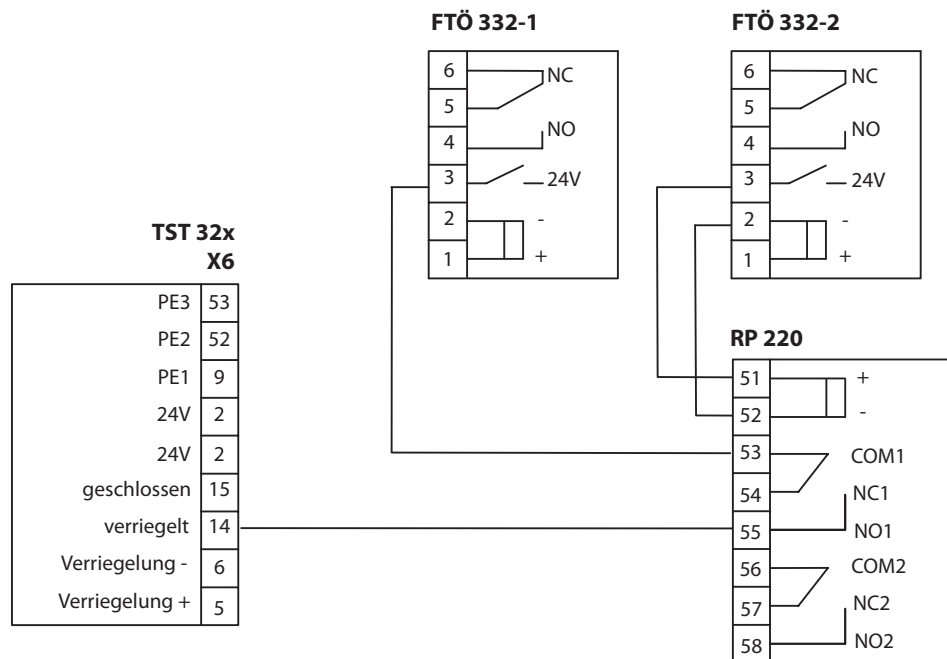 FTÖ 332-1
6 NC
5
4 NO
3 24V
2 -
1 +
FTÖ 332-2
6 NC
5
4 NO
3 24V
2 -
1 +
TST 32x
X6
PE3 53
PE2 52
PE1 9
24V 2
24V 2
geschlossen 15
verriegelt 14
Verriegelung - 6
Verriegelung + 5
RP 220
51 +
52 -
53 COM1
54 NC1
55 NO1
56 COM2
57 NC2
58 NO2